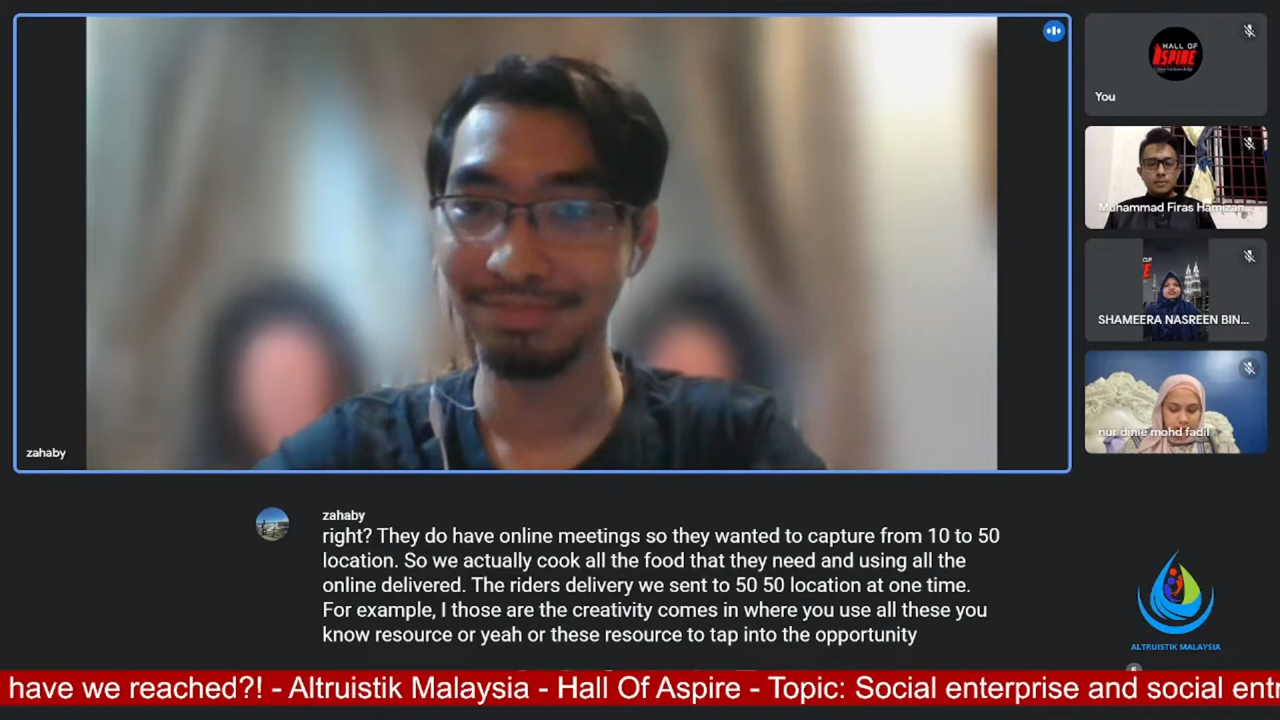 zahaby
HALL OF
ASPIRE
You
Muhammad Firas Hamizan...
SHAMEERA NASREEN BIN...
nur dinie mohd fadil
zahaby
right? They do have online meetings so they wanted to capture from 10 to 50
location. So we actually cook all the food that they need and using all the
online delivered. The riders delivery we sent to 50 50 location at one time.
For example, I those are the creativity comes in where you use all these you
know resource or yeah or these resource to tap into the opportunity
ALTRUISTIK MALAYSIA
have we reached?! - Altruistik Malaysia - Hall Of Aspire - Topic: Social enterprise and social entr